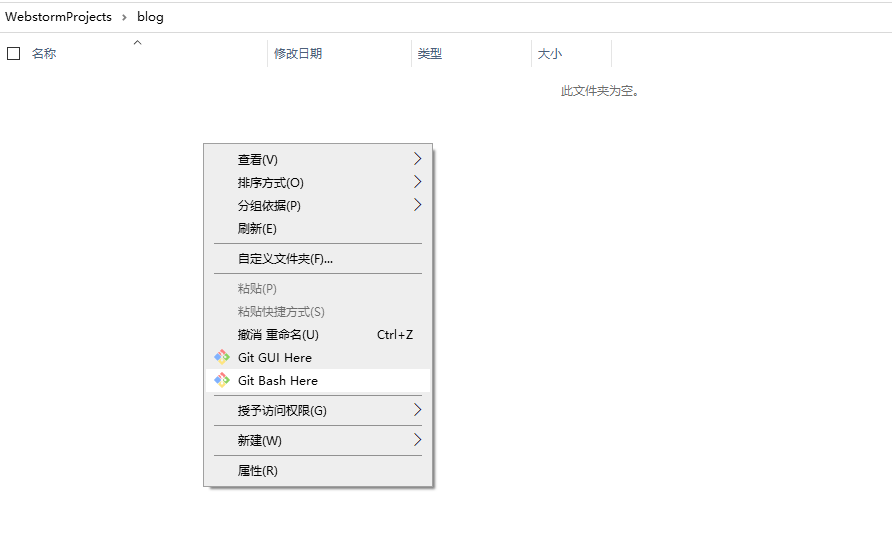 WebstormProjects > blog
名称 修改日期 类型 大小
此文件夹为空。
查看(V)
排序方式(O)
分组依据(P)
刷新(E)
自定义文件夹(F)...
粘贴(P)
粘贴快捷方式(S)
撤消 重命名(U) Ctrl+Z
Git GUI Here
Git Bash Here
授予访问权限(G)
新建(W)
属性(R)